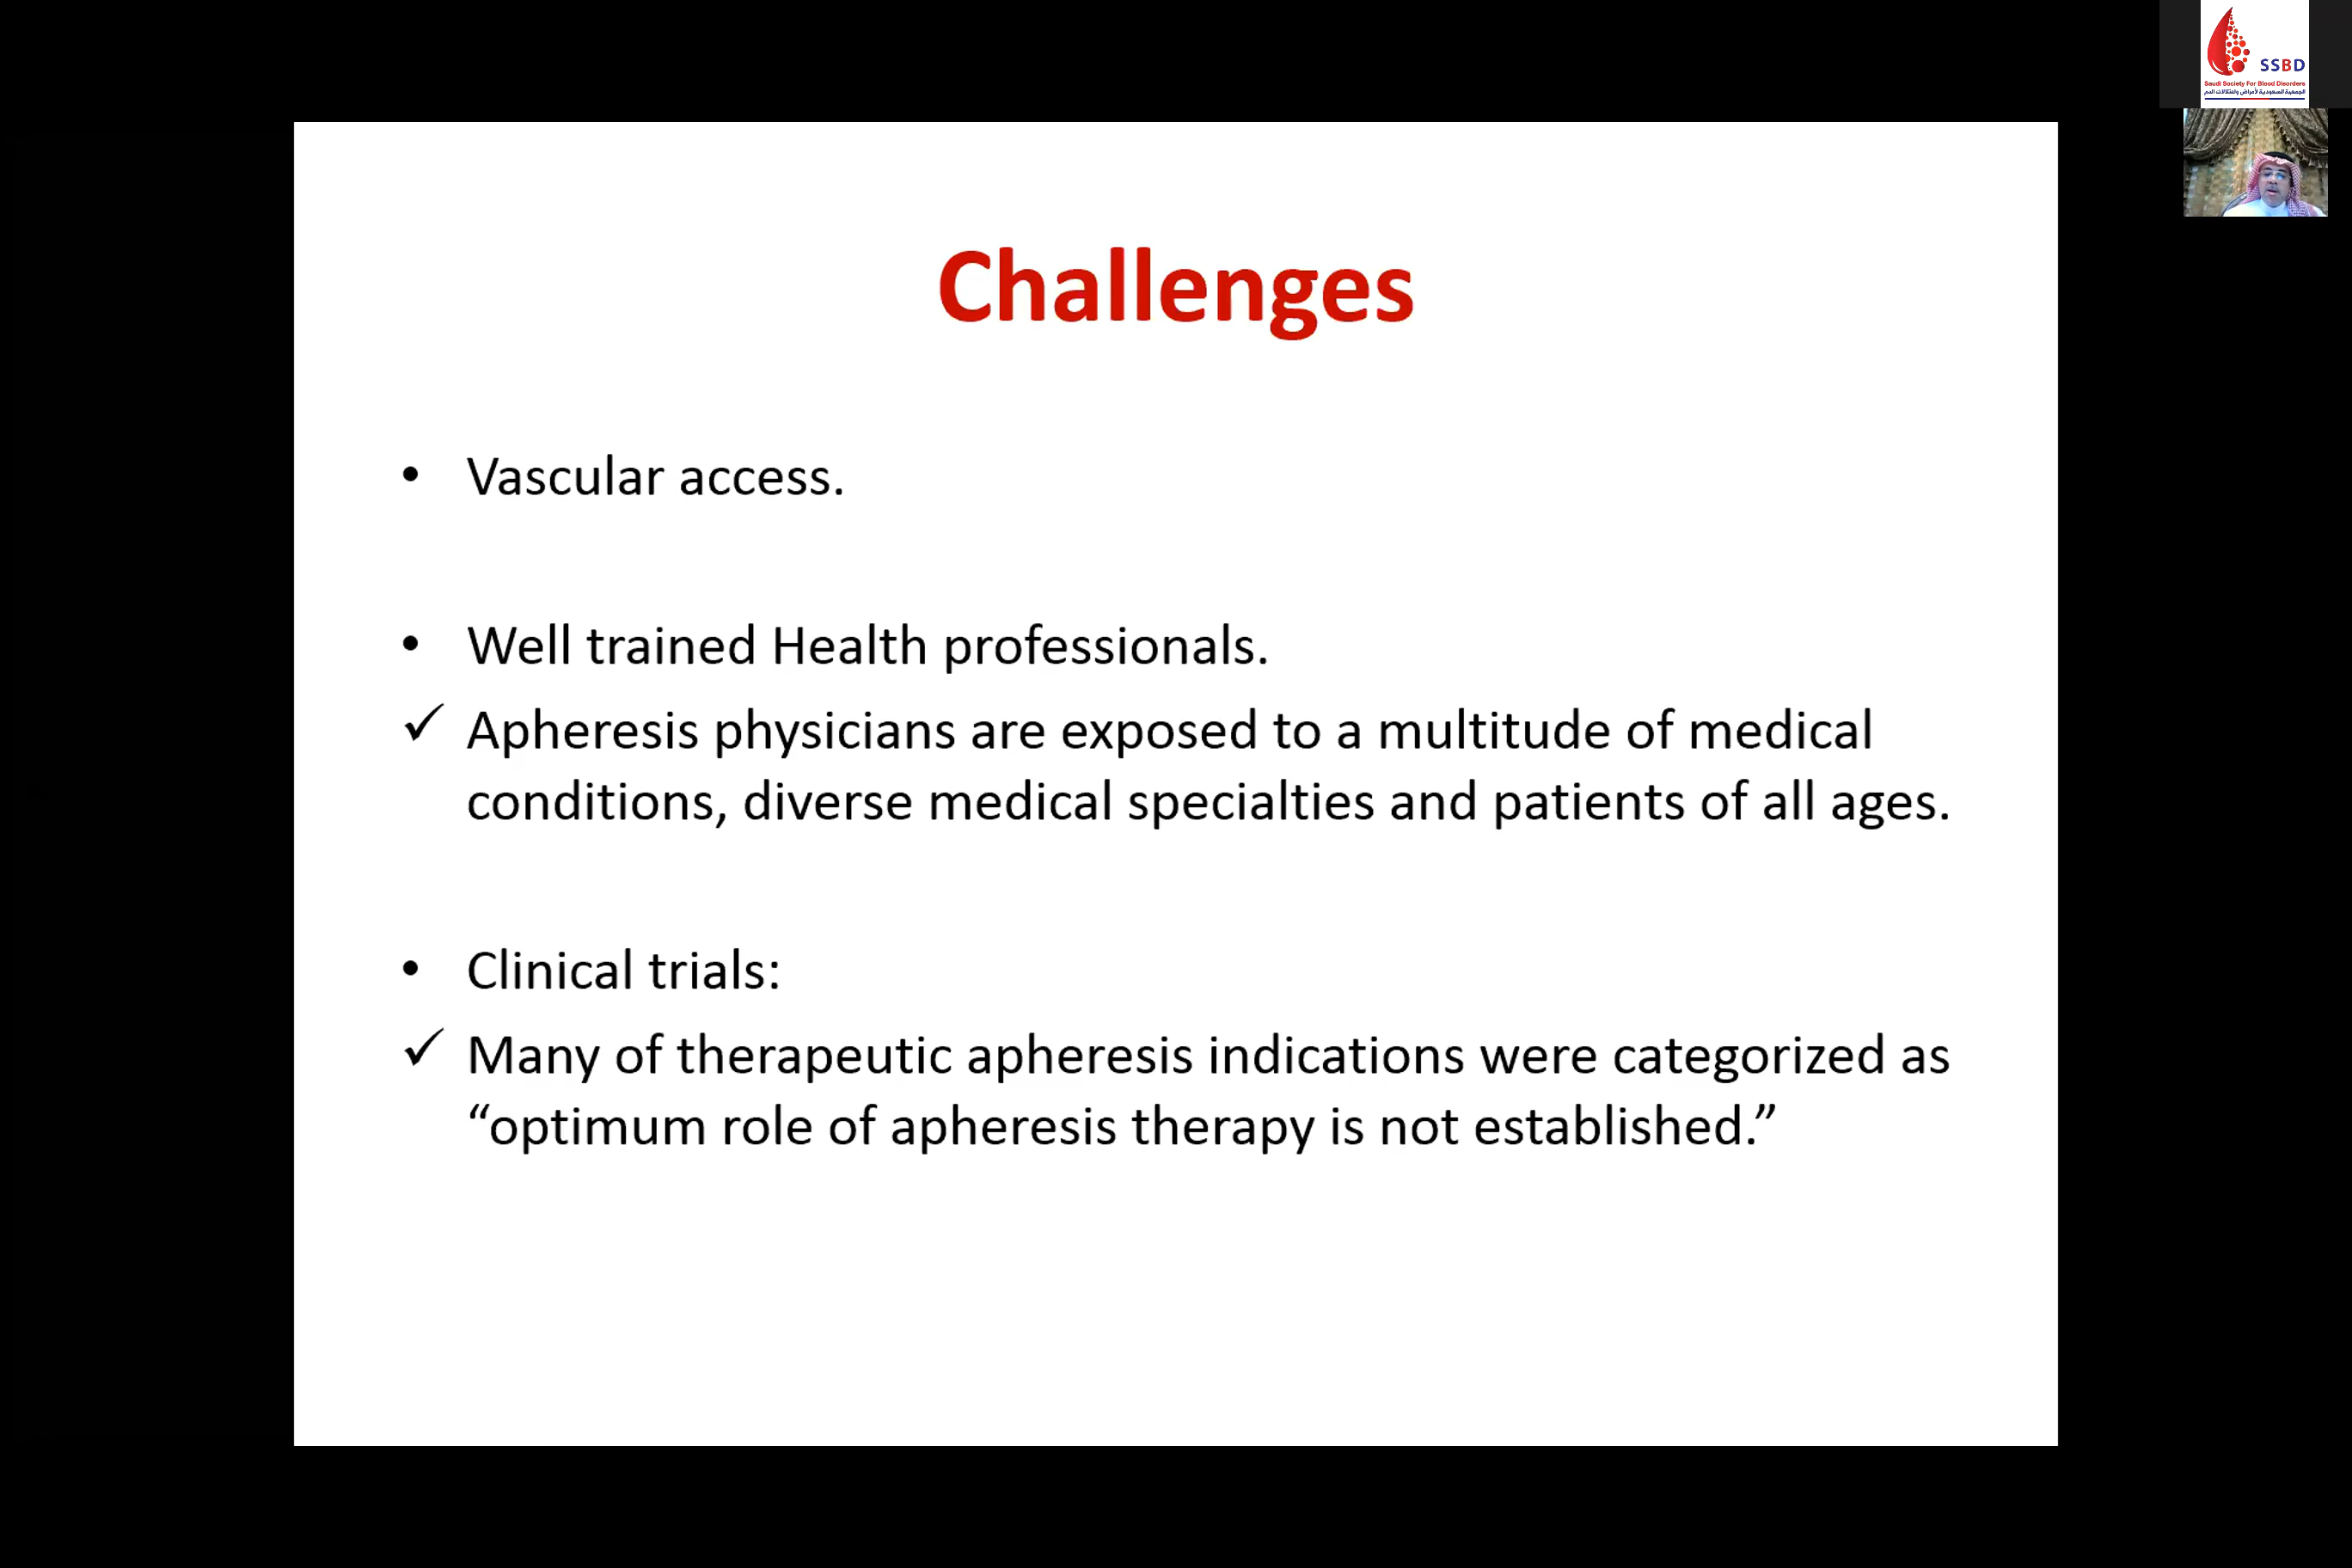 SSBD
Saudi Society For Blood Disorders
الجمعية السعودية لأمراض واعتلالات الدم
Challenges
• Vascular access.
• Well trained Health professionals.
✓ Apheresis physicians are exposed to a multitude of medical
conditions, diverse medical specialties and patients of all ages.
• Clinical trials:
✓ Many of therapeutic apheresis indications were categorized as
“optimum role of apheresis therapy is not established.”